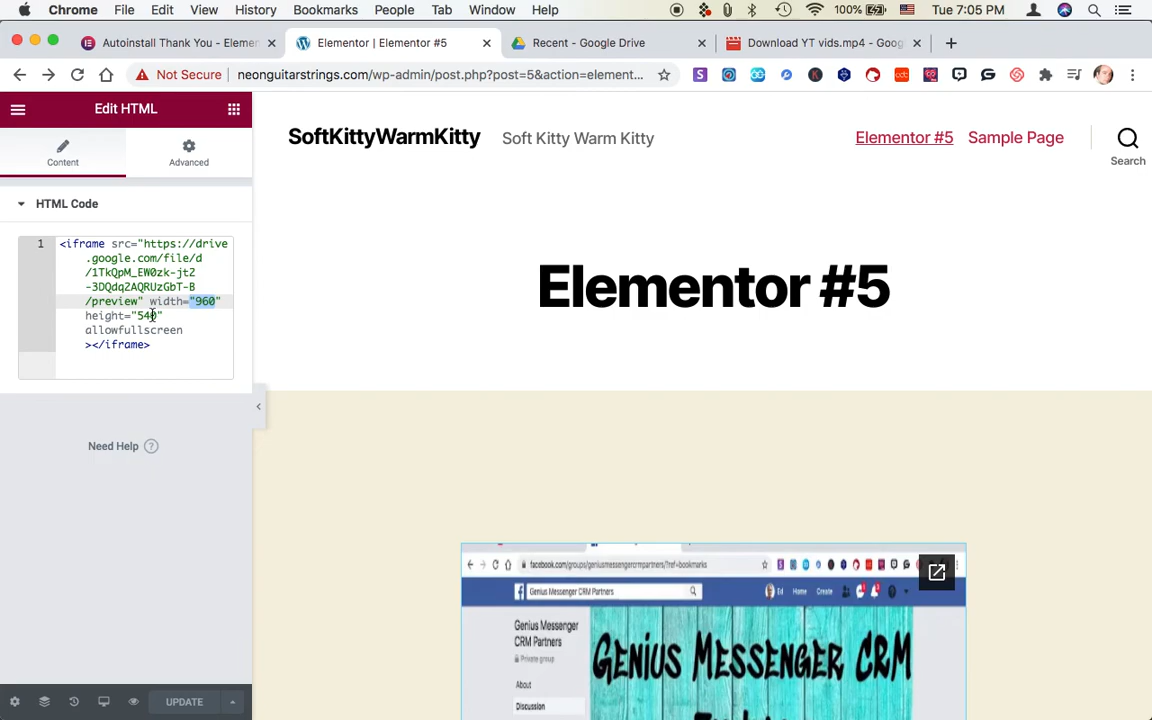 Chrome File Edit View History Bookmarks People Tab Window Help 100% Tue 7:05 PM
Autoinstall Thank You - Elemen
Elementor | Elementor #5
Recent - Google Drive
Download YT vids.mp4 - Goog
Not Secure neonguitarstrings.com/wp-admin/post.php?post=5&action=element...
Edit HTML
Content
Advanced
HTML Code
1 <iframe src="https://drive
.google.com/file/d
/1TkQpM_EW0zk-jt2
-3DQdq2AQRUzGbT-B
/preview" width="960"
height="540"
allowfullscreen
></iframe>
Need Help ?
UPDATE
SoftKittyWarmKitty
Soft Kitty Warm Kitty
Elementor #5
Sample Page
Search
Elementor #5
facebook.com/groups/geniusmessengercrmpartners/?ref=bookmarks
Genius Messenger CRM Partners
Ed Home Create
Genius Messenger
CRM Partners
Private group
About
Discussion
GENIUS MESSENGER CRM